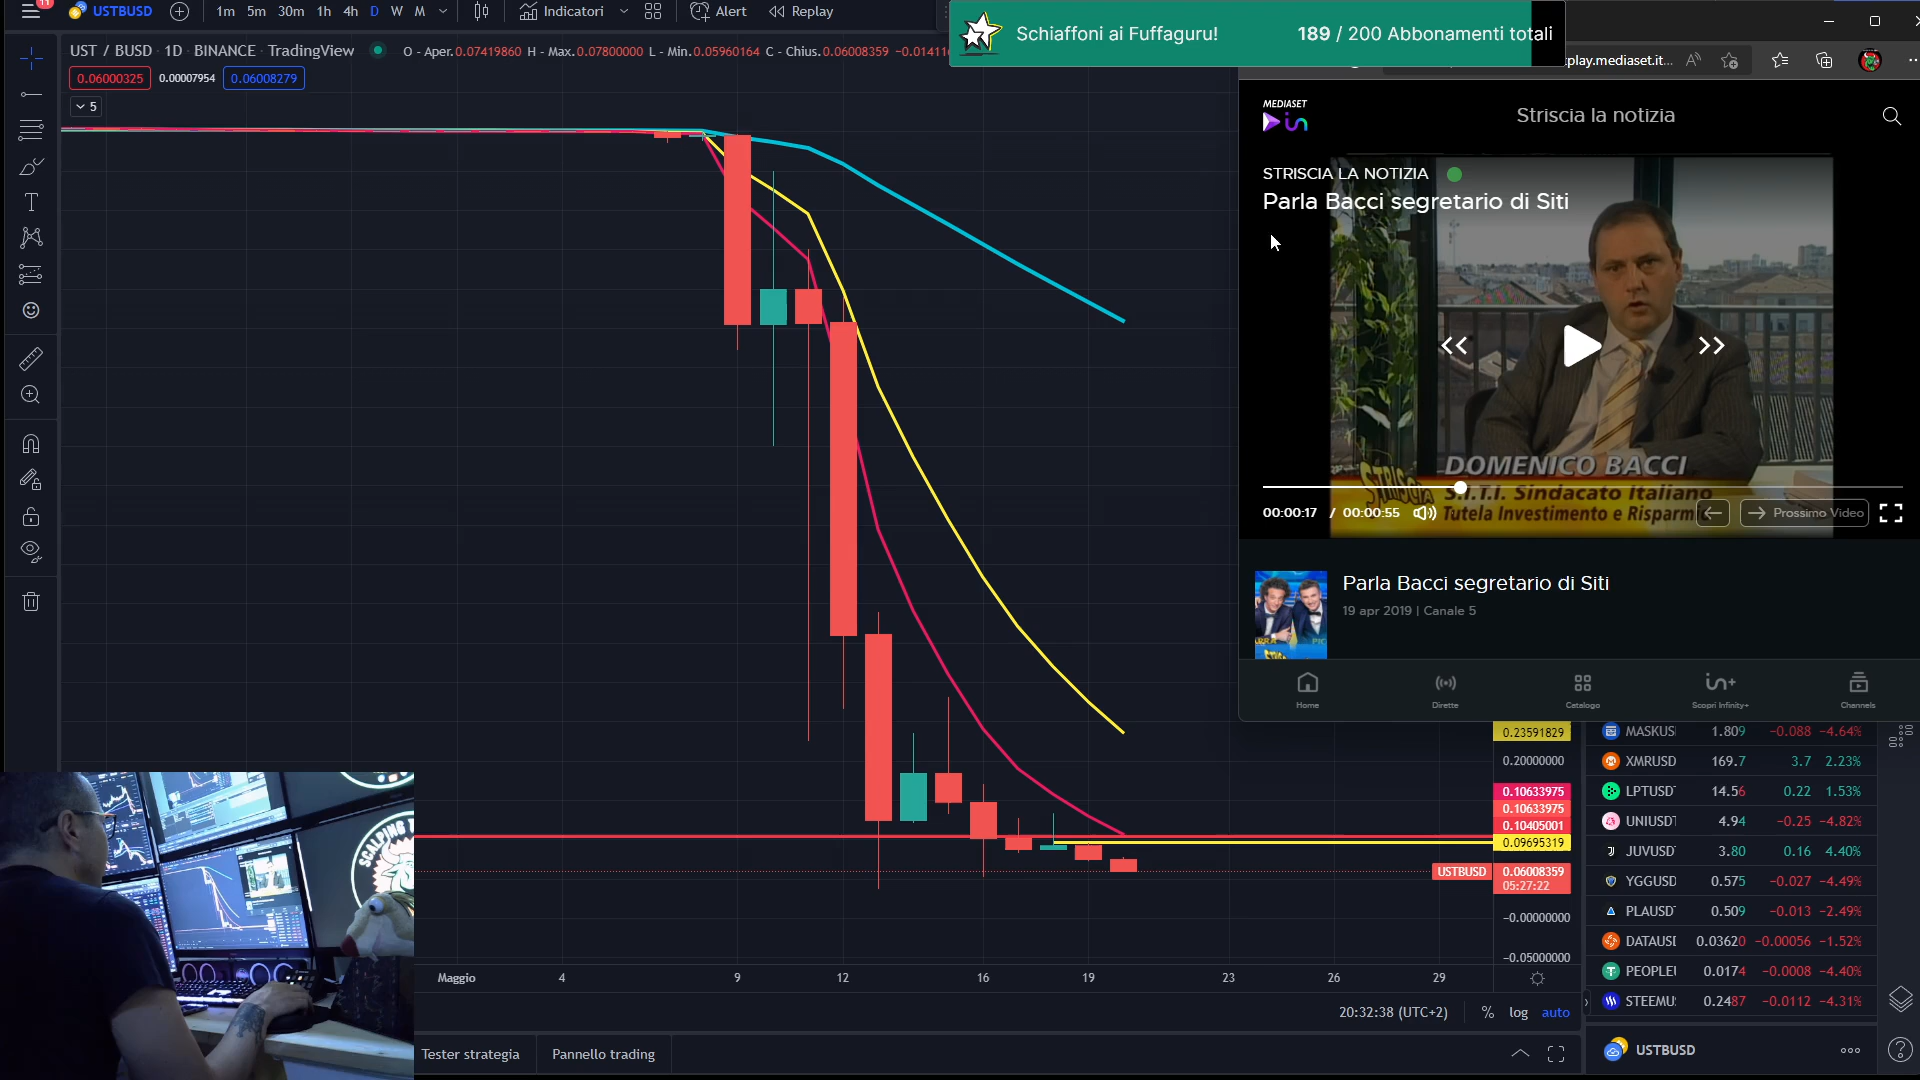 11
USTBUSD
1m 5m 30m 1h 4h D W M
Indicatori
Alert
Replay
Schiaffoni ai Fuffaguru!
189 / 200 Abbonamenti totali
UST / BUSD · 1D · BINANCE · TradingView
O - Aper.0.07419860 H - Max.0.07800000 L - Min.0.05960164 C - Chius.0.06008359
0.06000325
0.00007954
0.06008279
5
play.mediaset.it...
MEDIASET
in
Striscia la notizia
STRISCIA LA NOTIZIA
Parla Bacci segretario di Siti
DOMENICO BACCI
STRISCIA
S.I.T.I. Sindacato Italiano
Tutela Investimento e Risparmi
00:00:17 / 00:00:55
Prossimo Video
Parla Bacci segretario di Siti
19 apr 2019 | Canale 5
Home
Dirette
Catalogo
Scopri Infinity+
Channels
0.23591829
0.20000000
0.10633975
0.10633975
0.10405001
0.09695319
USTBUSD
0.06008359
05:27:22
-0.00000000
-0.05000000
MASKUS 1.809 -0.088 -4.64%
XMRUSD 169.7 3.7 2.23%
LPTUSD 14.56 0.22 1.53%
UNIUSD 4.94 -0.25 -4.82%
JUVUSD 3.80 0.16 4.40%
YGGUSD 0.575 -0.027 -4.49%
PLAUSD 0.509 -0.013 -2.49%
DATAUS 0.03620 -0.00056 -1.52%
PEOPLE 0.0174 -0.0008 -4.40%
STEEMU 0.2487 -0.0112 -4.31%
Maggio 4 9 12 16 19 23 26 29
20:32:38 (UTC+2)
% log auto
Tester strategia
Pannello trading
USTBUSD
SCALPING